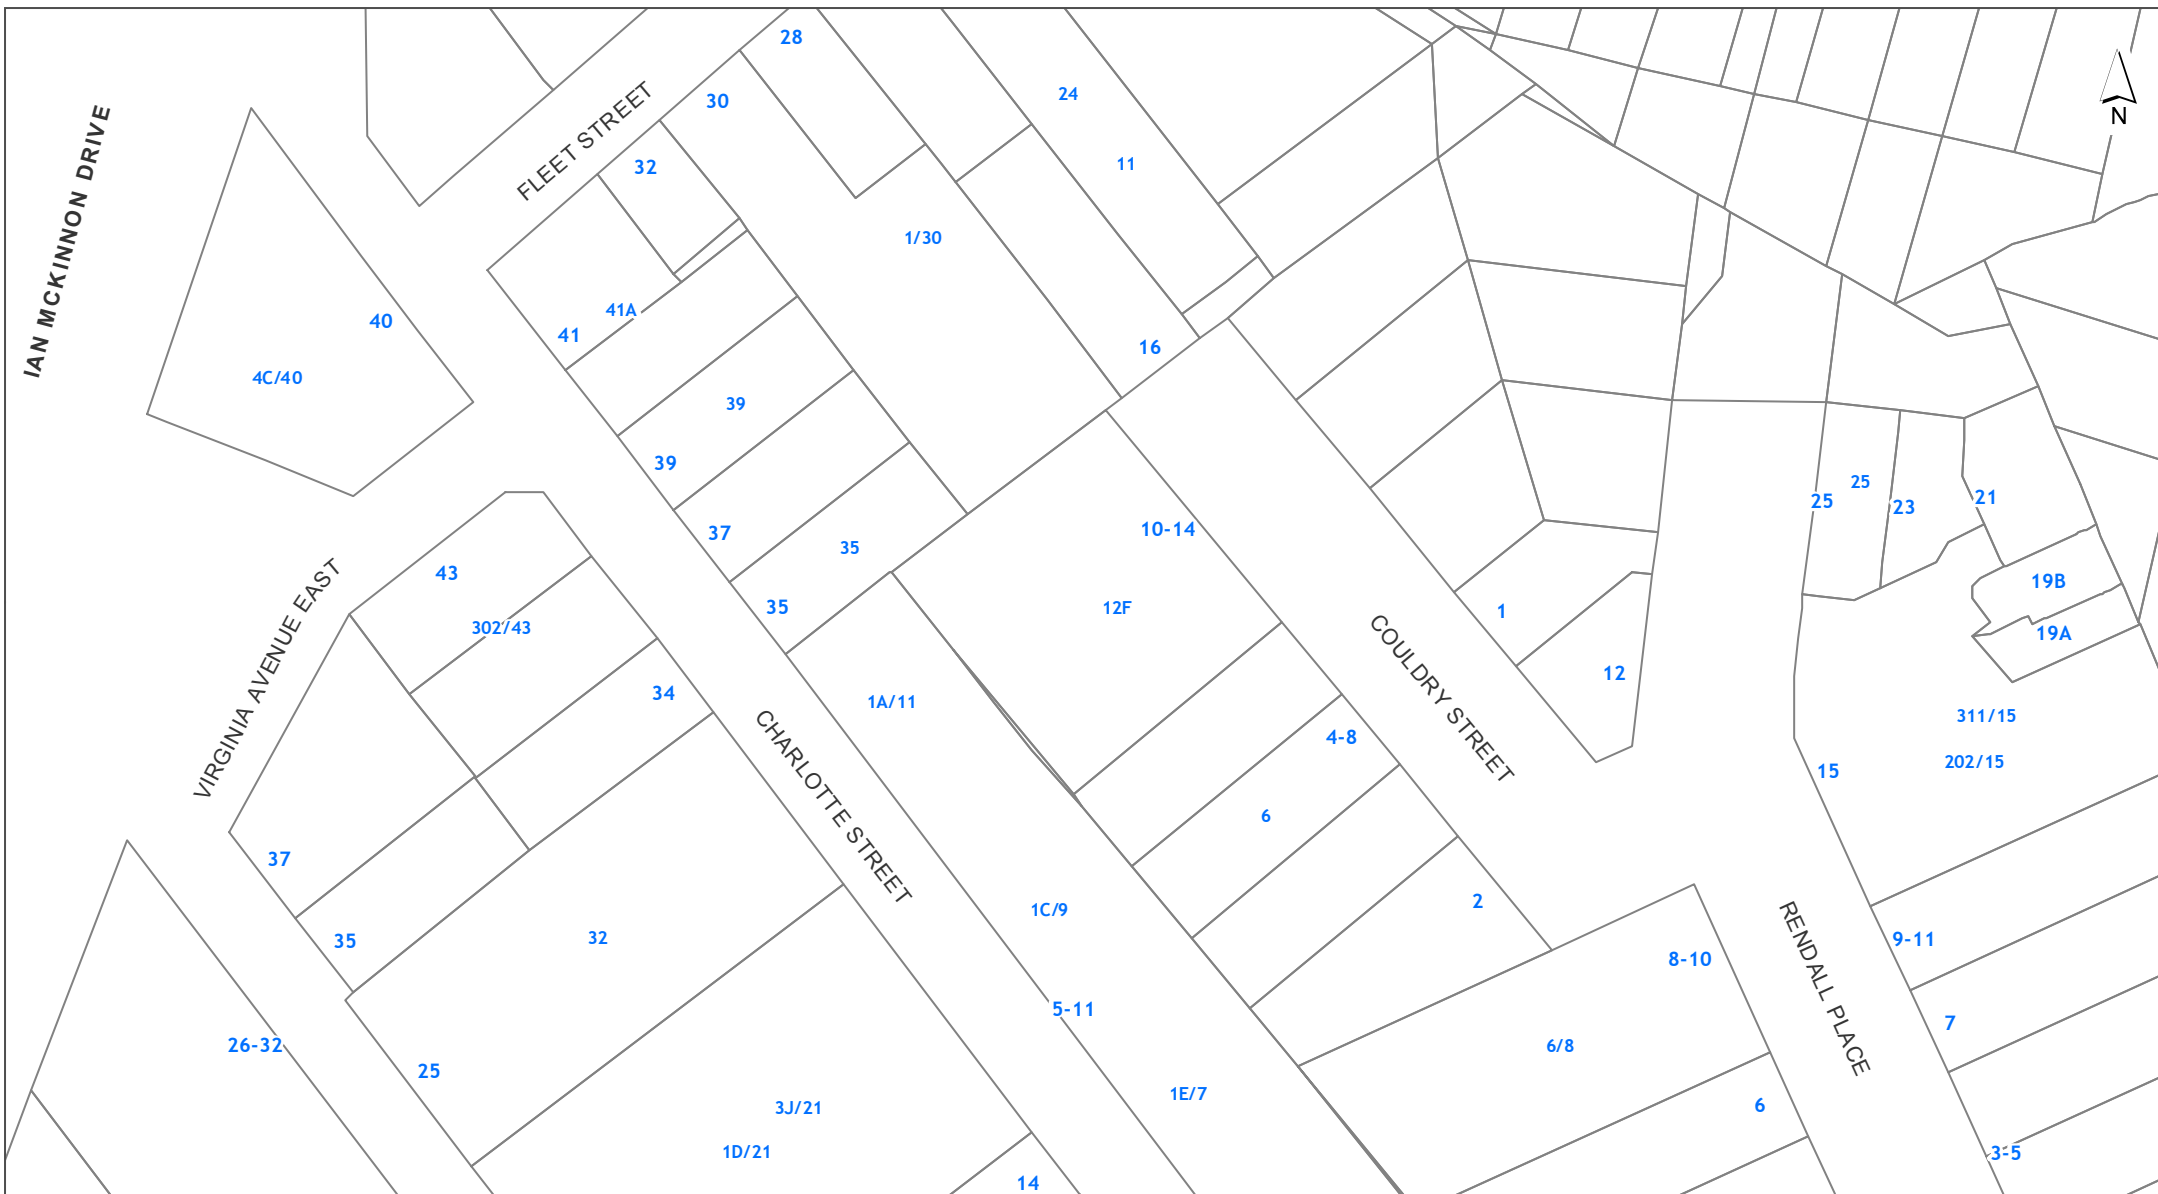 28
30
24
32
11
N
IAN MCKINNON DRIVE
FLEET STREET
1/30
41A
40
41
16
4C/40
39
39
25
25
21
23
37
10-14
35
43
19B
35
12F
1
302/43
19A
VIRGINIA AVENUE EAST
34
1A/11
COULDRY STREET
12
311/15
CHARLOTTE STREET
4-8
202/15
15
6
37
2
1C/9
32
35
9-11
8-10
RENDALL PLACE
5-11
7
26-32
6/8
25
1E/7
3J/21
6
1D/21
3-5
14